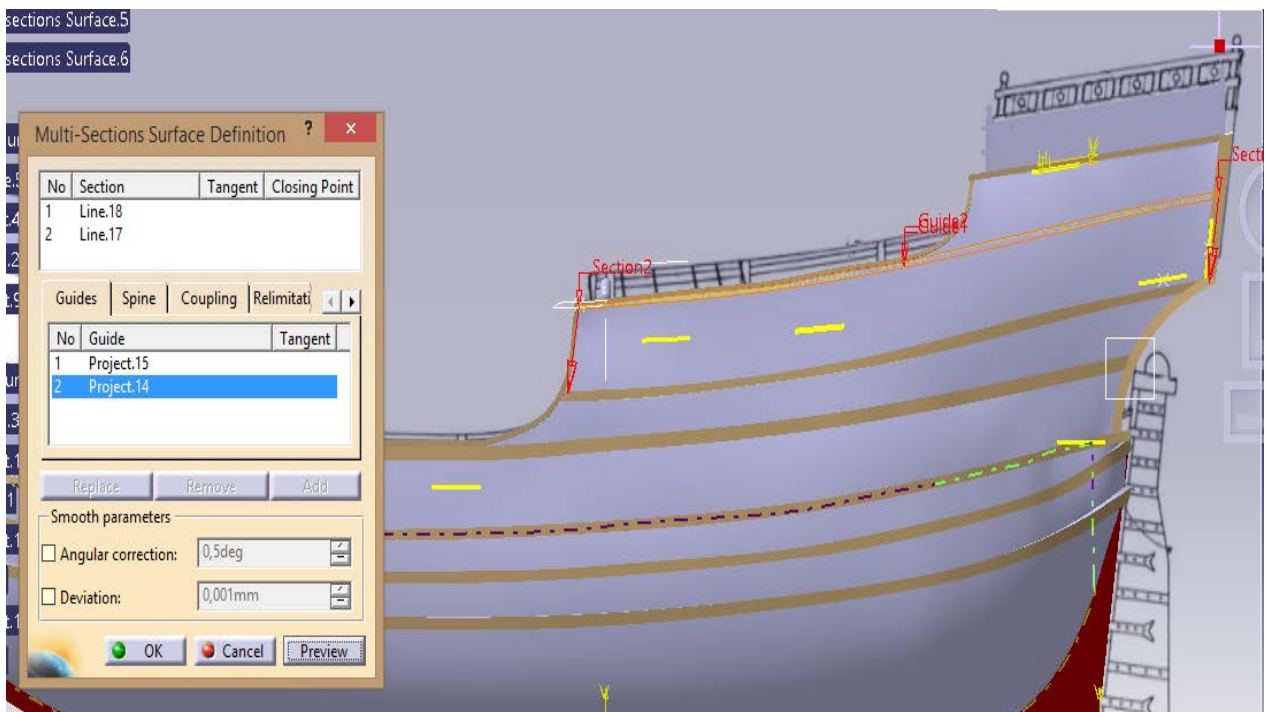 sections Surface.5
sections Surface.6
Multi-Sections Surface Definition ? x
No Section Tangent Closing Point
1 Line.18
2 Line.17
Guides Spine Coupling Relimitati
No Guide Tangent
1 Project.15
2 Project.14
Replace Remove Add
Smooth parameters
Angular correction: 0,5deg
Deviation: 0,001mm
OK Cancel Preview
Section2
H V
Secti
V